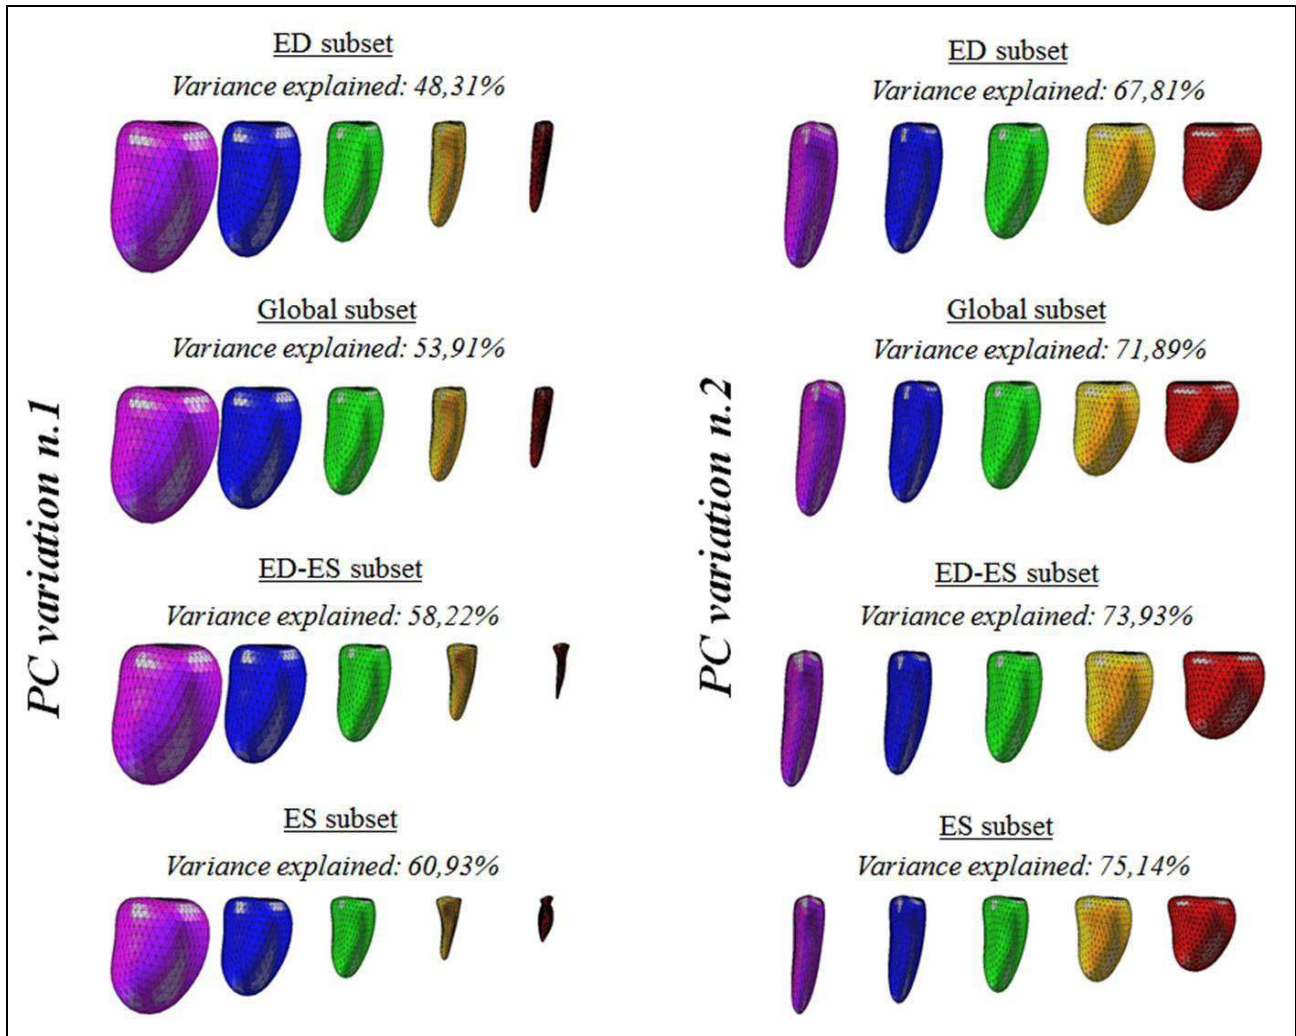 PC variation n.1
ED subset
Variance explained: 48,31%
Global subset
Variance explained: 53,91%
ED-ES subset
Variance explained: 58,22%
ES subset
Variance explained: 60,93%
PC variation n.2
ED subset
Variance explained: 67,81%
Global subset
Variance explained: 71,89%
ED-ES subset
Variance explained: 73,93%
ES subset
Variance explained: 75,14%